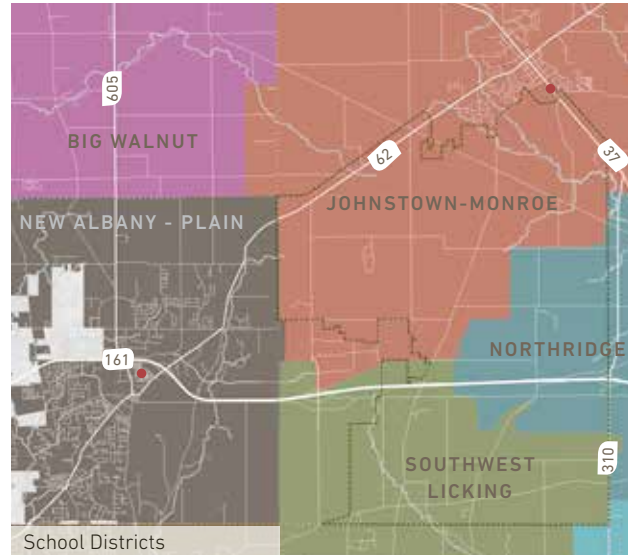 605
BIG WALNUT
62
37
NEW ALBANY - PLAIN
JOHNSTOWN-MONROE
161
NORTHRIDGE
310
SOUTHWEST
LICKING
School Districts